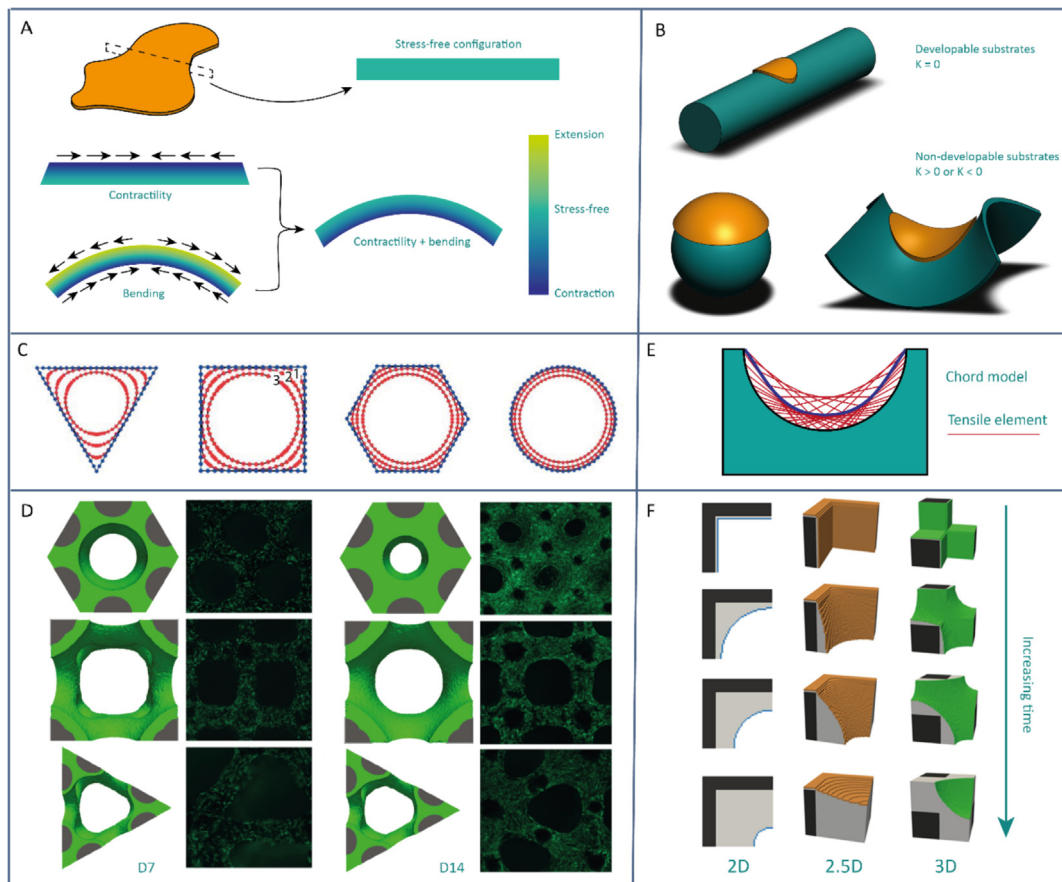 A
Stress-free configuration
Extension
Stress-free
Contraction
Contractility
Contractility + bending
Bending
B
Developable substrates
K = 0
Non-developable substrates
K > 0 or K < 0
C
3 2 1
E
Chord model
Tensile element
D
D7
D14
F
Increasing time
2D
2.5D
3D